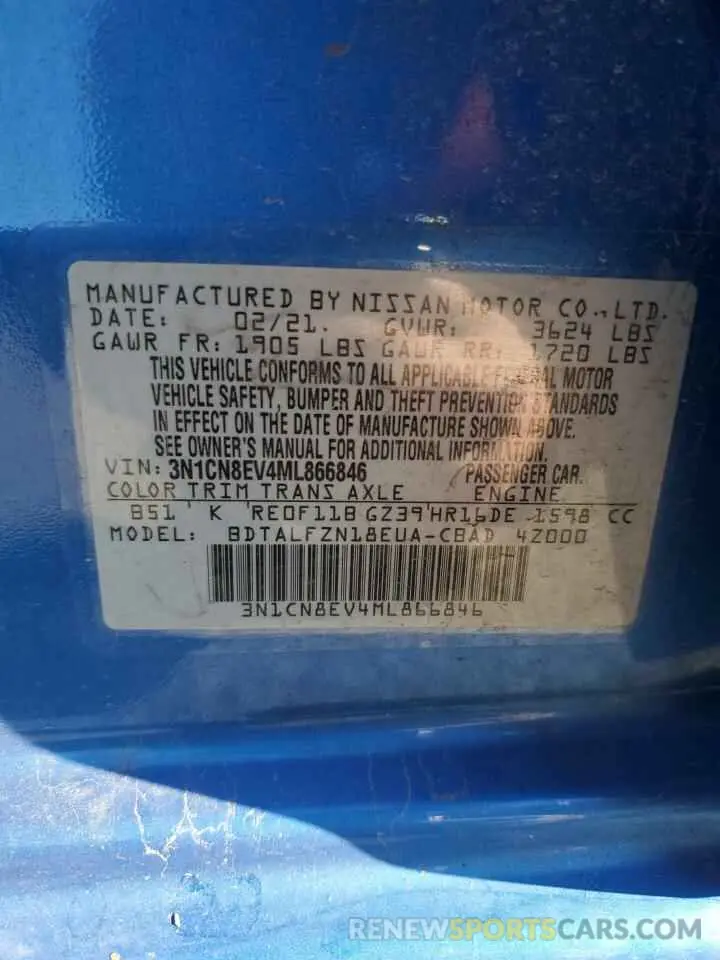 MANUFACTURED BY NISSAN MOTOR CO., LTD.
DATE: 02/21. GVWR: 3624 LBS
GAWR FR: 1905 LBS GAWR RR: 1720 LBS
THIS VEHICLE CONFORMS TO ALL APPLICABLE FEDERAL MOTOR
VEHICLE SAFETY, BUMPER AND THEFT PREVENTION STANDARDS
IN EFFECT ON THE DATE OF MANUFACTURE SHOWN ABOVE.
SEE OWNER'S MANUAL FOR ADDITIONAL INFORMATION.
VIN: 3N1CN8EV4ML866846 PASSENGER CAR.
COLOR TRIM TRANS AXLE ENGINE
B51 K RE0F11B GZ39 HR16DE 1598 CC
MODEL: BDTALFZN18EUA-CBAD 4Z000
3N1CN8EV4ML866846
RENEWSPORTSCARS.COM